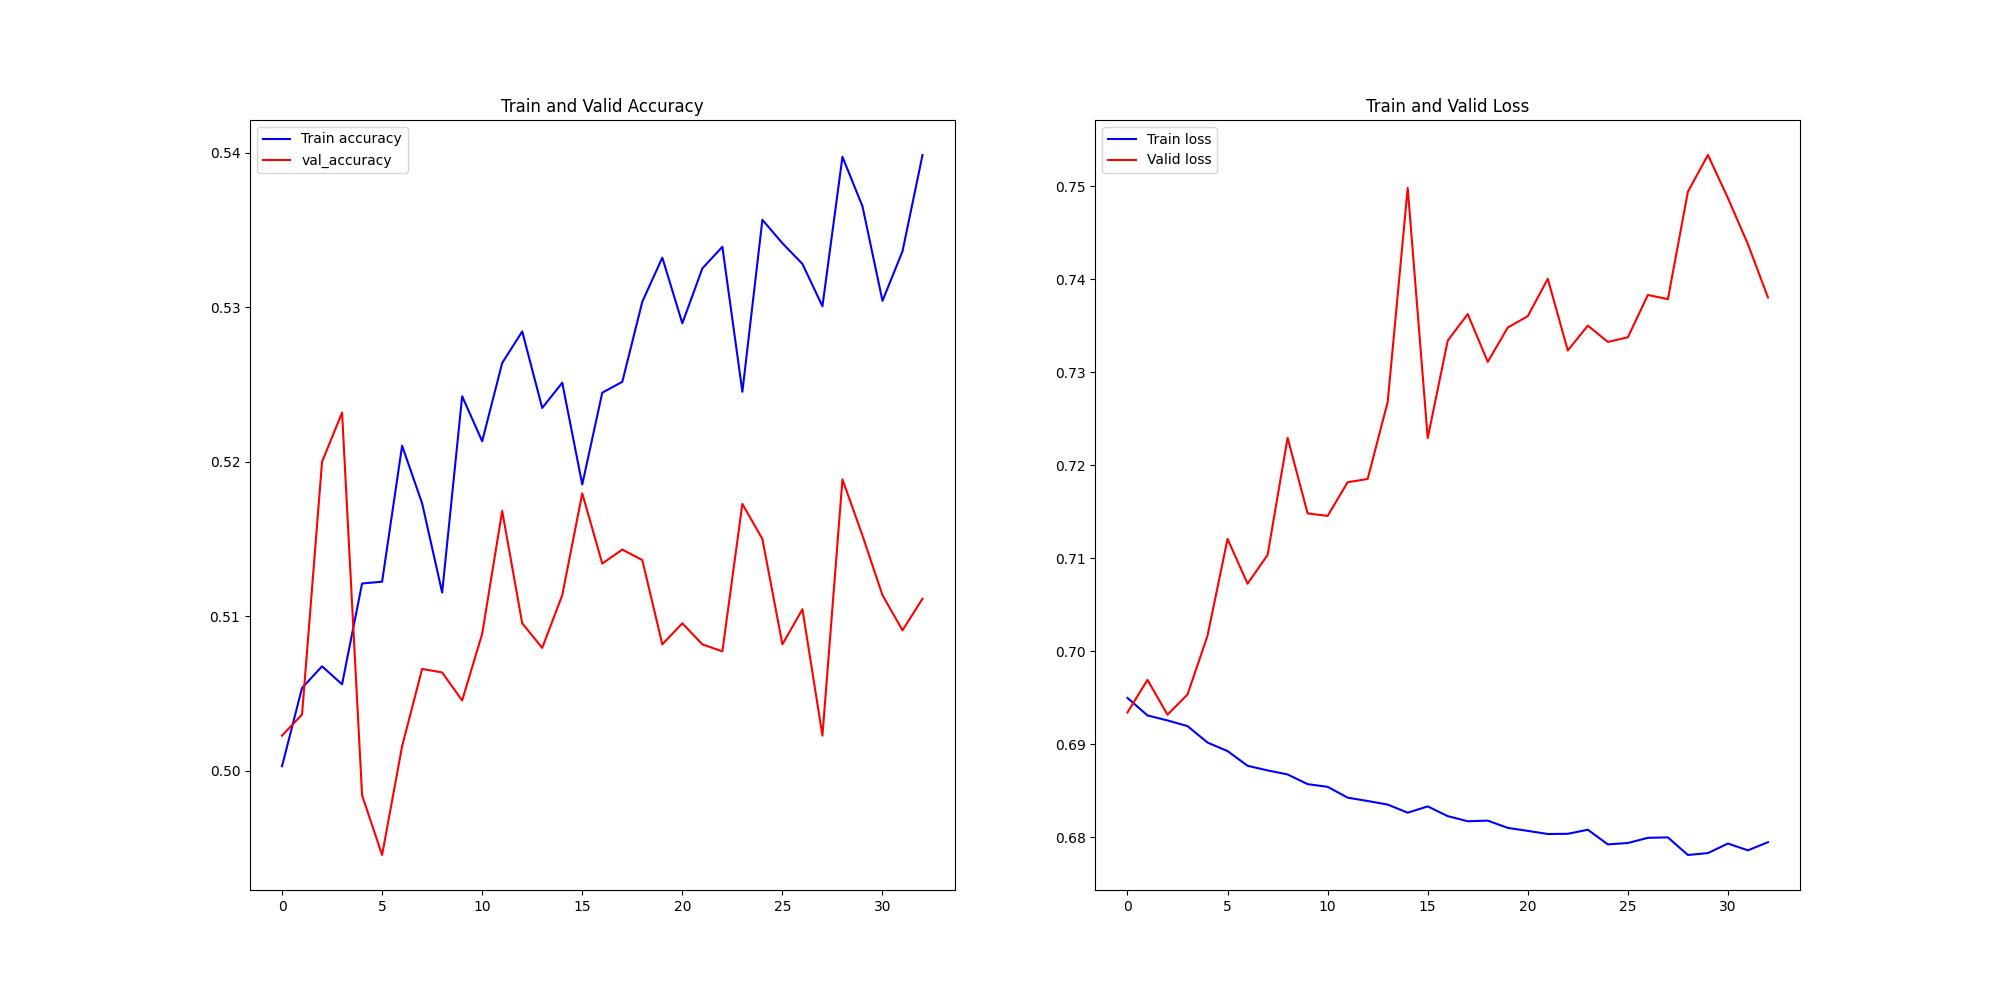 Train and Valid Accuracy
Train accuracy
val_accuracy
0.54
0.53
0.52
0.51
0.50
0 5 10 15 20 25 30
Train and Valid Loss
Train loss
Valid loss
0.75
0.74
0.73
0.72
0.71
0.70
0.69
0.68
0 5 10 15 20 25 30